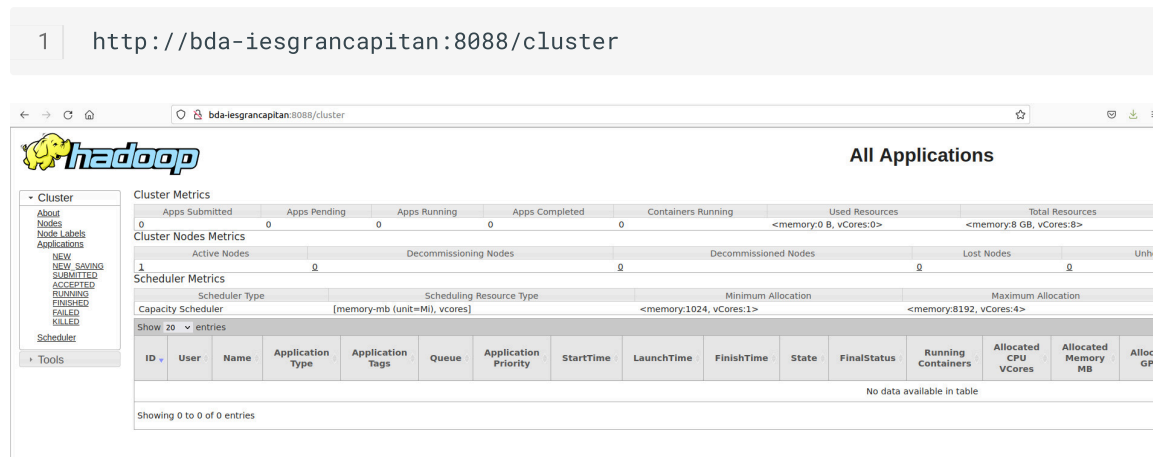 1 http://bda-iesgrancapitan:8088/cluster
bda-iesgrancapitan:8088/cluster
hadoop
All Applications
Cluster
About
Nodes
Node Labels
Applications
NEW
NEW_SAVING
SUBMITTED
ACCEPTED
RUNNING
FINISHED
FAILED
KILLED
Scheduler
Tools
Cluster Metrics
Apps Submitted Apps Pending Apps Running Apps Completed Containers Running Used Resources Total Resources
0 0 0 0 0 <memory:0 B, vCores:0> <memory:8 GB, vCores:8>
Cluster Nodes Metrics
Active Nodes Decommissioning Nodes Decommissioned Nodes Lost Nodes Unh
1 0 0 0 0
Scheduler Metrics
Scheduler Type Scheduling Resource Type Minimum Allocation Maximum Allocation
Capacity Scheduler [memory-mb (unit=Mi), vcores] <memory:1024, vCores:1> <memory:8192, vCores:4>
Show 20 entries
ID User Name Application Type Application Tags Queue Application Priority StartTime LaunchTime FinishTime State FinalStatus Running Containers Allocated CPU VCores Allocated Memory MB Alloc GP
No data available in table
Showing 0 to 0 of 0 entries